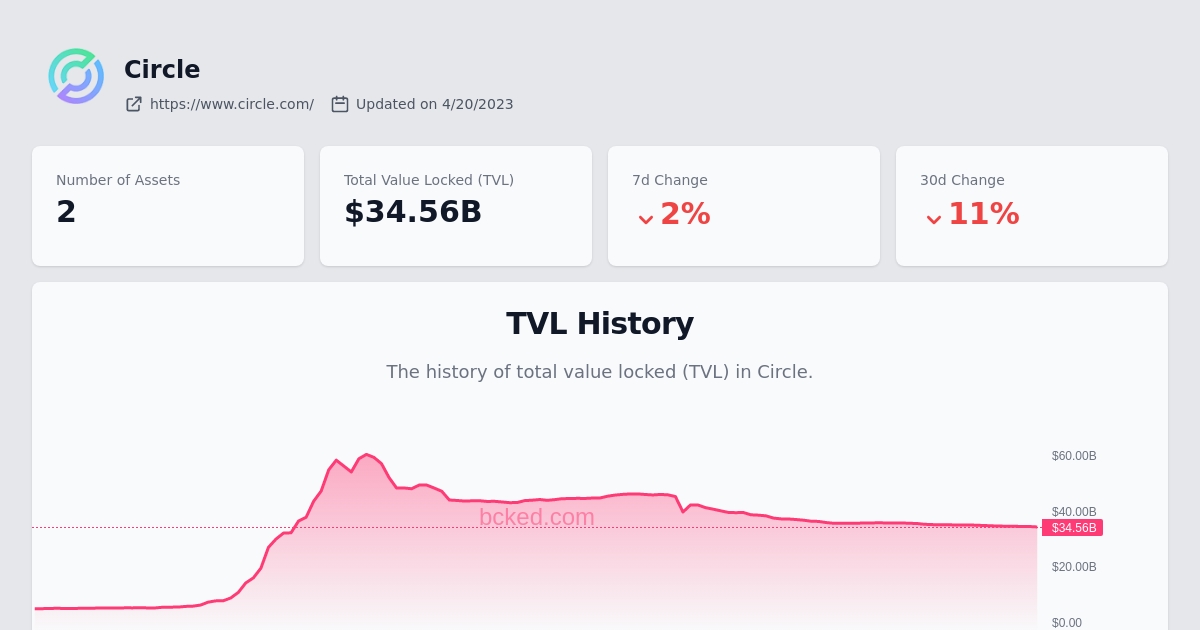 Circle
https://www.circle.com/ Updated on 4/20/2023
Number of Assets
2
Total Value Locked (TVL)
$34.56B
7d Change
2%
30d Change
11%
TVL History
The history of total value locked (TVL) in Circle.
$60.00B
$40.00B
bcked.com
$34.56B
$20.00B
$0.00